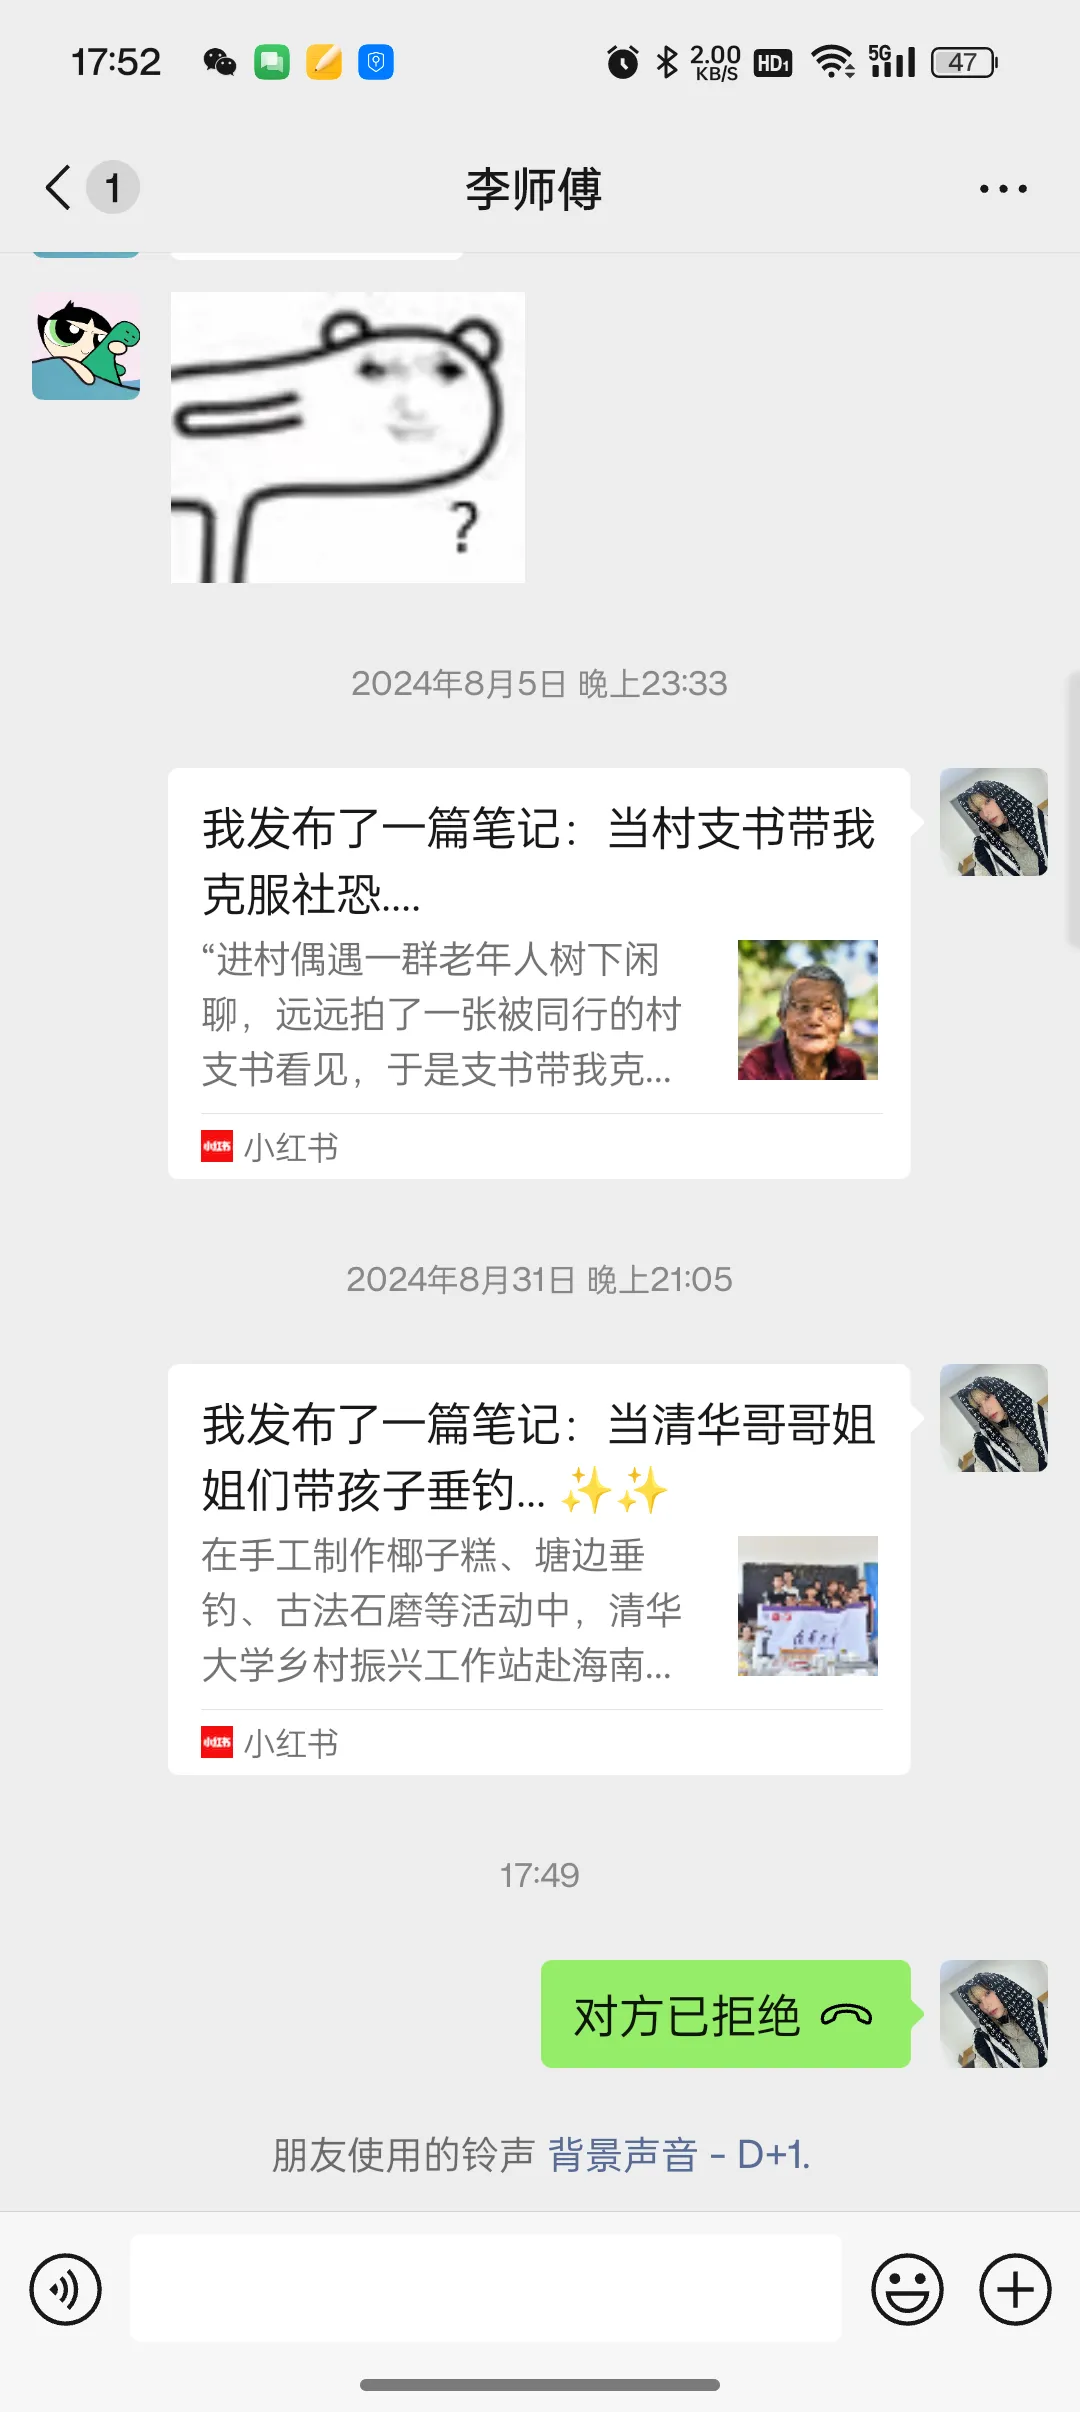 17:52
2.00
KB/S
HD1
5G
47
1
李师傅
?
2024年8月5日 晚上23:33
我发布了一篇笔记：当村支书带我
克服社恐....
“进村偶遇一群老年人树下闲
聊，远远拍了一张被同行的村
支书看见，于是支书带我克...
小红书 小红书
2024年8月31日 晚上21:05
我发布了一篇笔记：当清华哥哥姐
姐们带孩子垂钓... ✨✨
在手工制作椰子糕、塘边垂
钓、古法石磨等活动中，清华
大学乡村振兴工作站赴海南...
小红书 小红书
17:49
对方已拒绝
朋友使用的铃声 背景声音 – D+1.